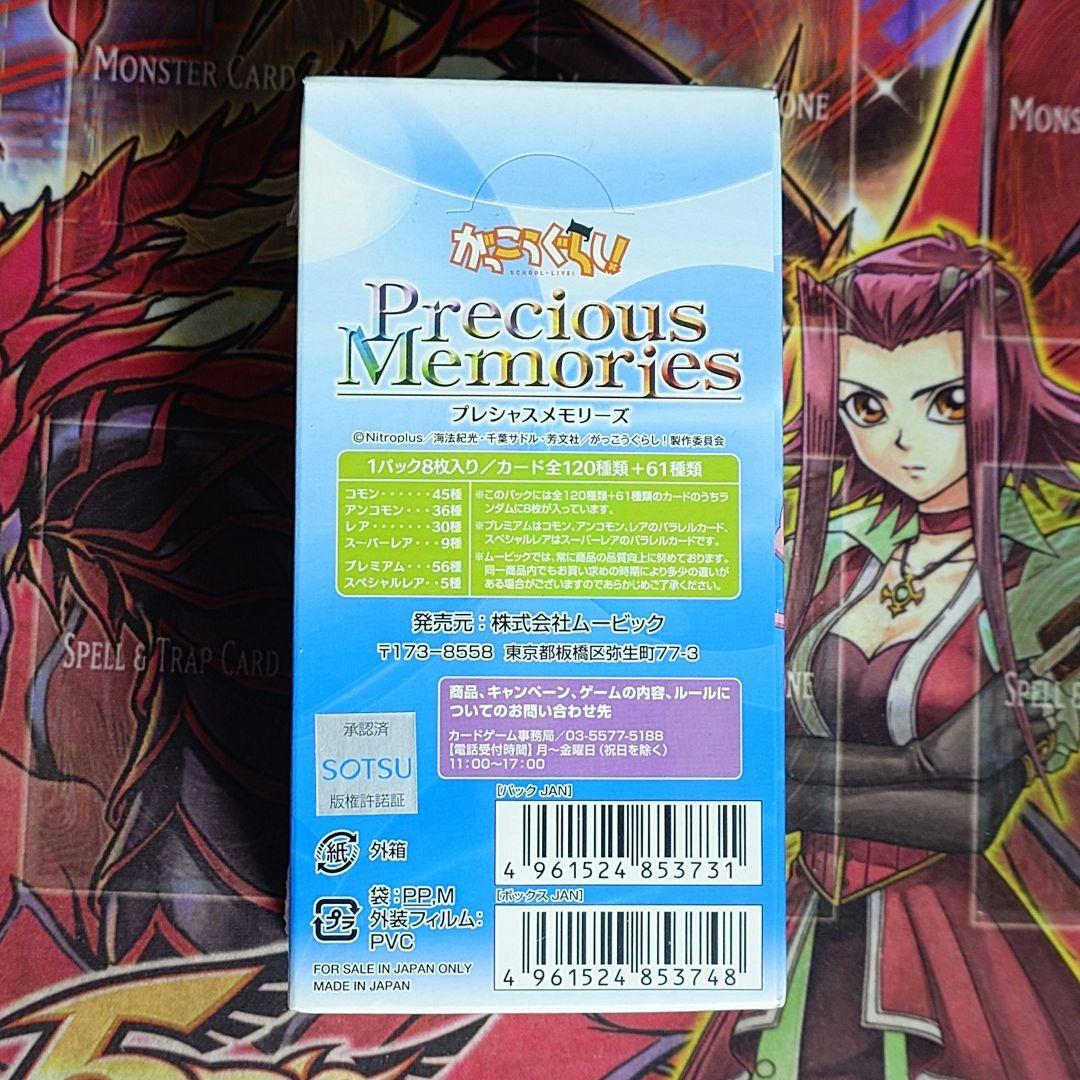 MONSTER CARD ZONE
ZONE
MONS
がっこうぐらし!
SCHOOL-LIVE!
Precious
Memories
プレシャスメモリーズ
©Nitroplus/海法紀光・千葉サドル・芳文社/がっこうぐらし!製作委員会
1パック8枚入り/カード全120種類+61種類
コモン・・・・・・45種
アンコモン・・・36種
レア・・・・・・・30種
スーパーレア・・9種
プレミアム・・・56種
スペシャルレア・・5種
※このパックには全120種類+61種類のカードのうちラ
ンダムに8枚が入っています。
※プレミアムはコモン、アンコモン、レアのパラレルカード、
スペシャルレアはスーパーレアのパラレルカードです。
※ムービックでは、常に商品の品質向上に努めております。
同一商品内でもお買い求めの時期により多少の違いが
ある場合がございますのであらかじめご了承ください。
発売元:株式会社ムービック
〒173-8558 東京都板橋区弥生町77-3
SPELL & TRAP CARD
NE
SPELL &
商品、キャンペーン、ゲームの内容、ルールに
ついてのお問い合わせ先
カードゲーム事務局/03-5577-5188
【電話受付時間】月~金曜日(祝日を除く)
11:00~17:00
承認済
SOTSU
版権許諾証
[パック JAN]
4 961524 853731
紙 外箱
[ボックス JAN]
4 961524 853748
プラ
袋:PP,M
外装フィルム:
PVC
FOR SALE IN JAPAN ONLY
MADE IN JAPAN